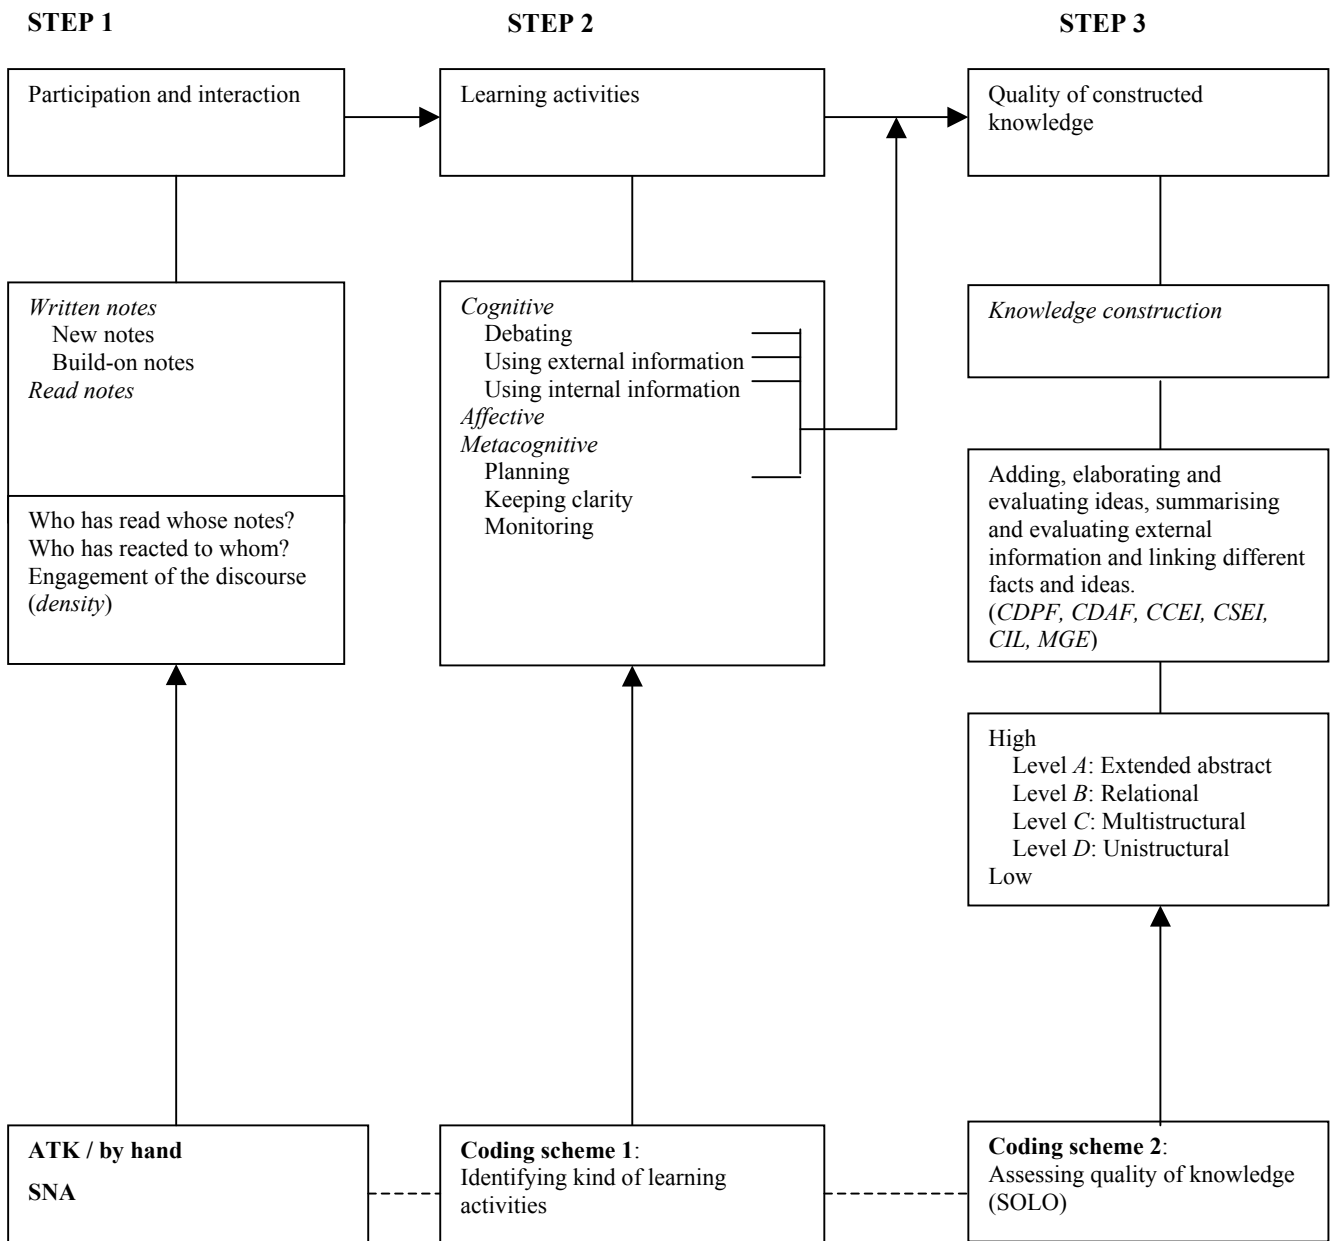 STEP 1
STEP 2
STEP 3
Participation and interaction
Learning activities
Quality of constructed
knowledge
Written notes
New notes
Build-on notes
Read notes
Who has read whose notes?
Who has reacted to whom?
Engagement of the discourse
(density)
Cognitive
Debating
Using external information
Using internal information
Affective
Metacognitive
Planning
Keeping clarity
Monitoring
Knowledge construction
Adding, elaborating and
evaluating ideas, summarising
and evaluating external
information and linking different
facts and ideas.
(CDPF, CDAF, CCEI, CSEI,
CIL, MGE)
High
Level A: Extended abstract
Level B: Relational
Level C: Multistructural
Level D: Unistructural
Low
ATK / by hand
SNA
Coding scheme 1:
Identifying kind of learning
activities
Coding scheme 2:
Assessing quality of knowledge
(SOLO)